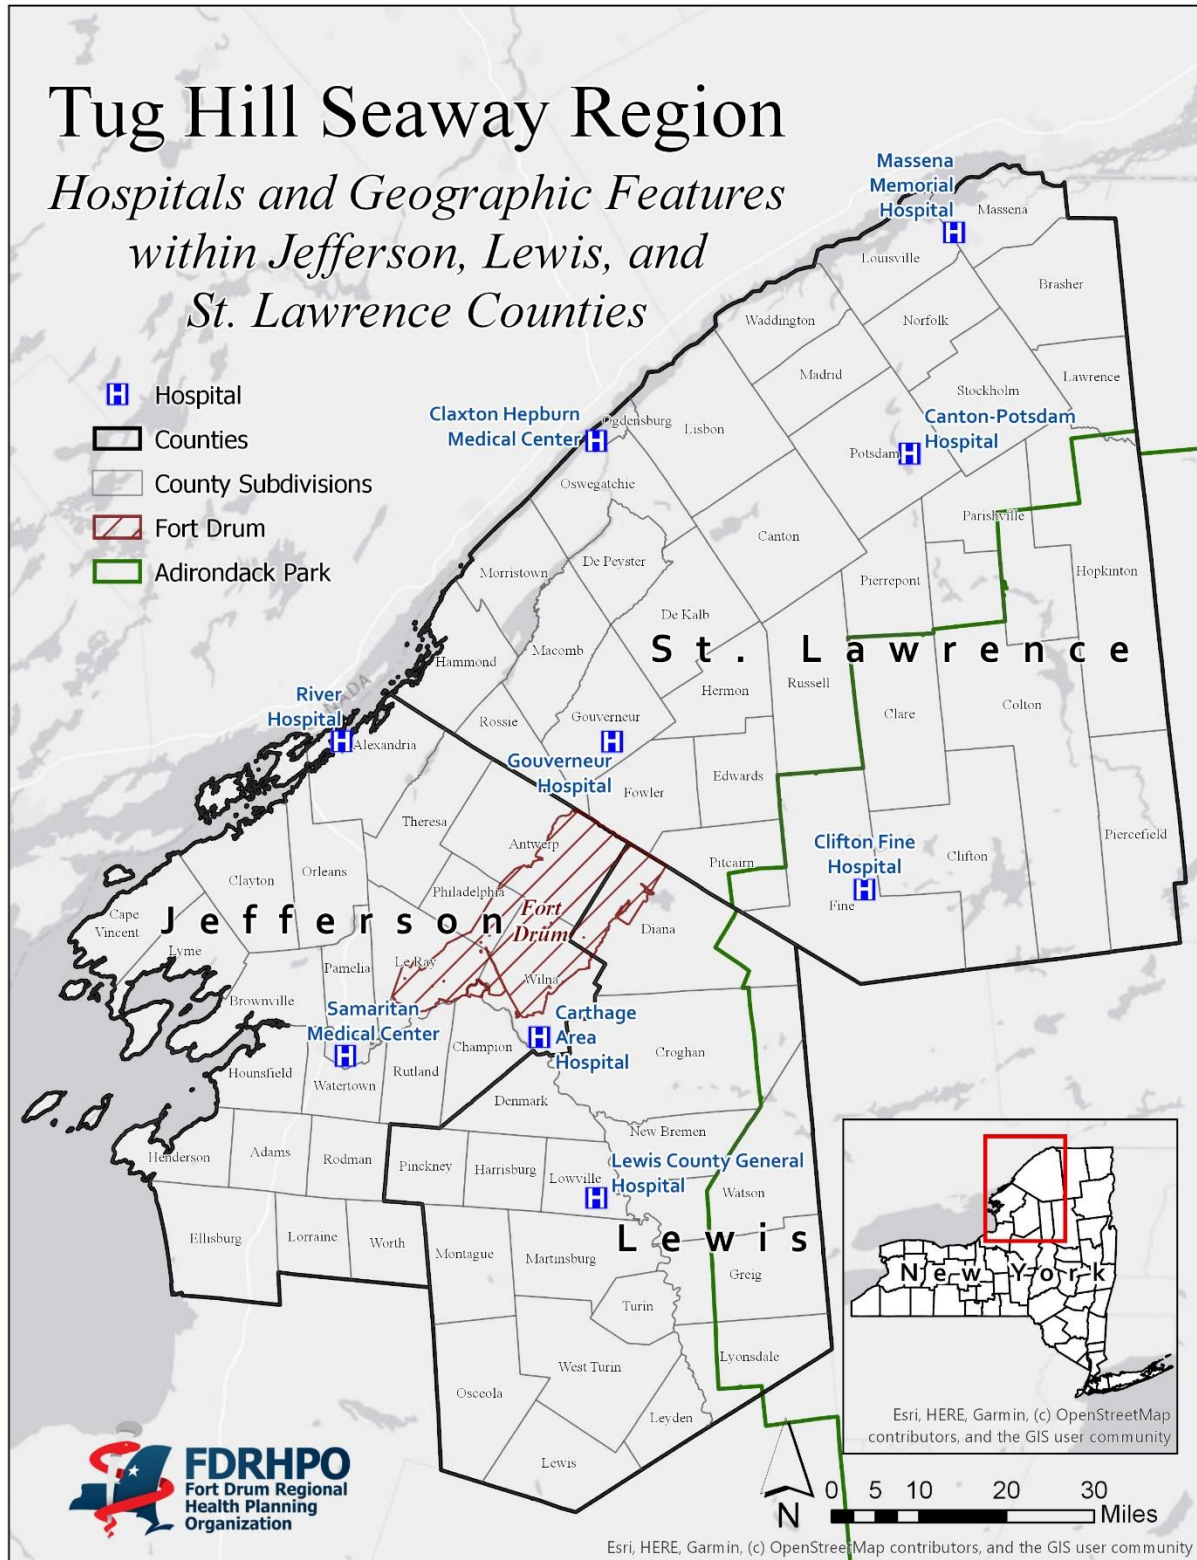 Tug Hill Seaway Region
Hospitals and Geographic Features
within Jefferson, Lewis, and
St. Lawrence Counties
H Hospital
Counties
County Subdivisions
Fort Drum
Adirondack Park
Massena
Memorial
Hospital
H
Massena
Louisville
Brasher
Waddington
Norfolk
Madrid
Stockholm
Lawrence
Claxton Hepburn
Medical Center
H
Ogdensburg
Lisbon
Canton-Potsdam
Hospital
H
Potsdam
Oswegatchie
Canton
Parishville
Morristown
De Peyster
Pierrepont
Hopkinton
De Kalb
St. Lawrence
Hammond
Macomb
Hermon
Russell
Clare
Colton
NADA
River
Hospital
H
Alexandria
Rossie
Gouverneur
H
Gouverneur
Hospital
Edwards
Fowler
Theresa
Antwerp
Pitcairn
Clifton Fine
Hospital
H
Fine
Clifton
Piercefield
Clayton
Orleans
Philadelphia
Cape
Vincent
Jefferson
Fort
Drum
Diana
Lyme
Pamelia
Le Ray
Wilna
Brownville
Samaritan
Medical Center
H
Carthage
Area
Hospital
H
Champion
Croghan
Hounsfield
Watertown
Rutland
Denmark
New Bremen
Henderson
Adams
Rodman
Pinckney
Harrisburg
Lowville
Lewis County General
Hospital
H
Watson
Ellisburg
Lorraine
Worth
Montague
Martinsburg
Lewis
Greig
Turin
West Turin
Lyonsdale
Osceola
Leyden
Lewis
New York
Esri, HERE, Garmin, (c) OpenStreetMap
contributors, and the GIS user community
FDRHPO
Fort Drum Regional
Health Planning
Organization
N
0 5 10 20 30
Miles
Esri, HERE, Garmin, (c) OpenStreetMap contributors, and the GIS user community